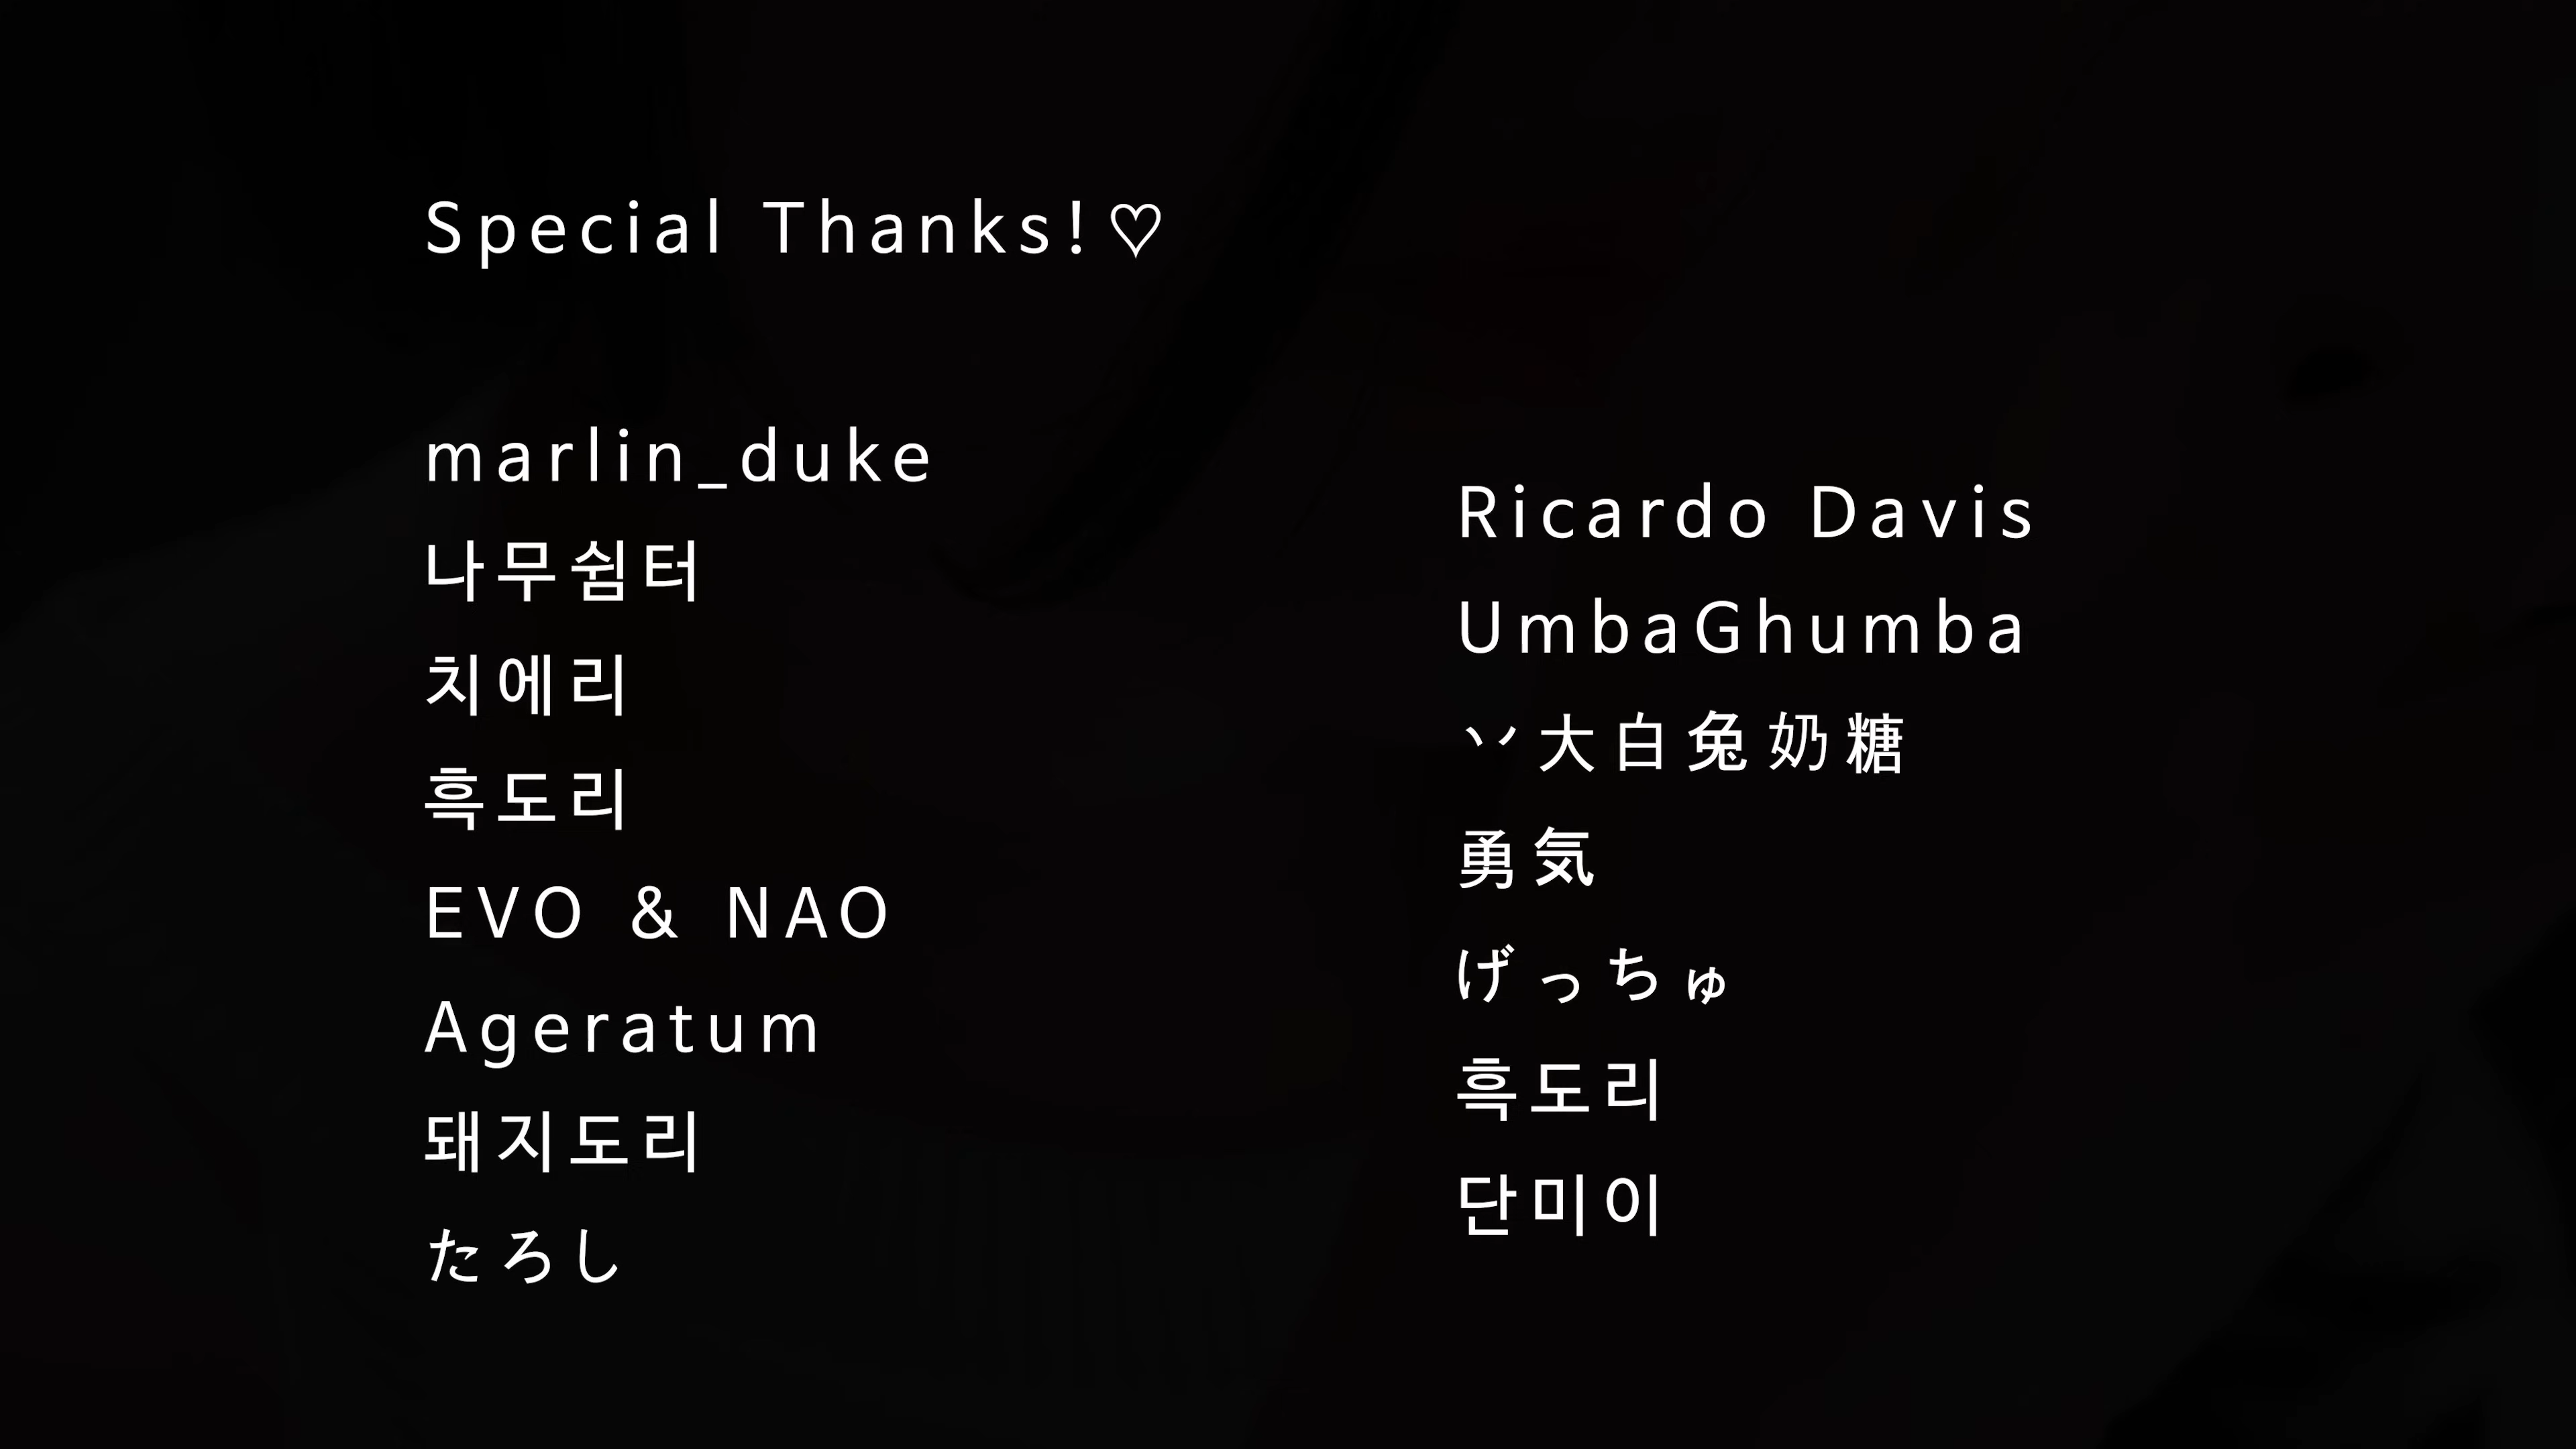 Special Thanks!♡
marlin_duke
나무쉼터
치에리
흑도리
EVO & NAO
Ageratum
돼지도리
たろし
Ricardo Davis
UmbaGhumba
丷大白兔奶糖
勇気
げっちゅ
흑도리
단미이